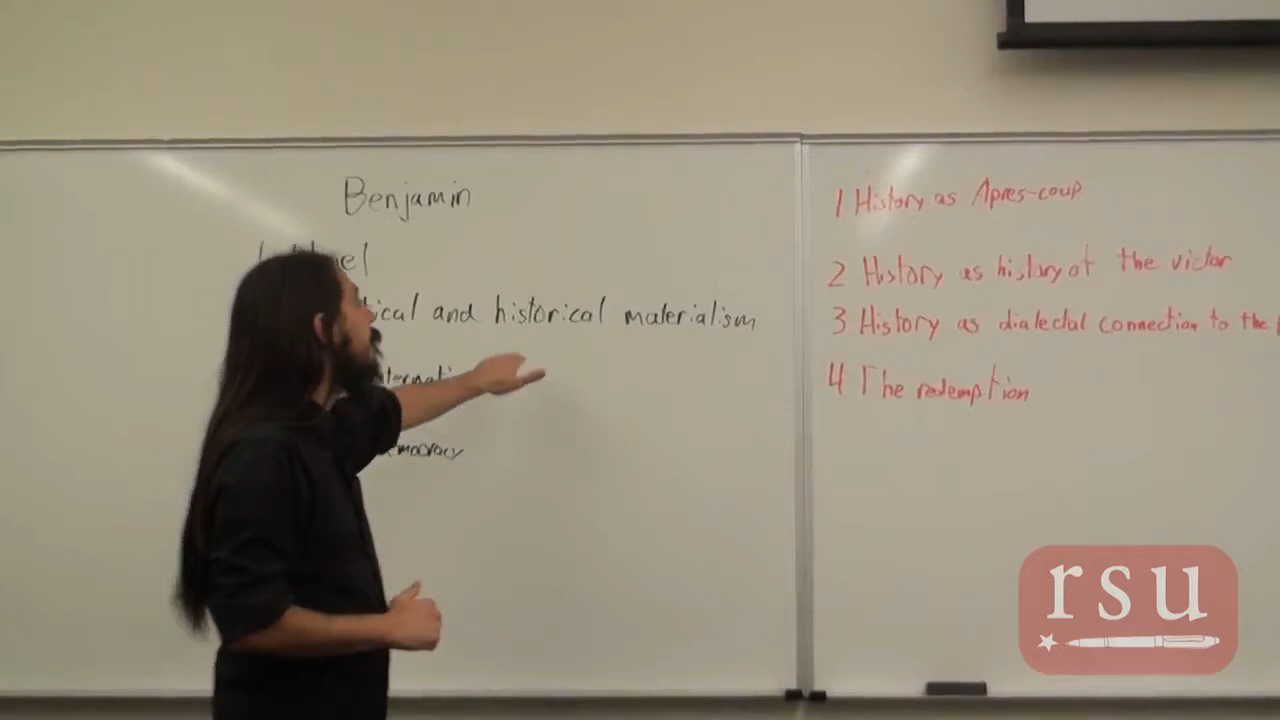 Benjamin
ical and historical materialism
1 History as Apres-coup
2 History as history of the victor
3 History as dialectal connection to the
4 The redemption
rsu